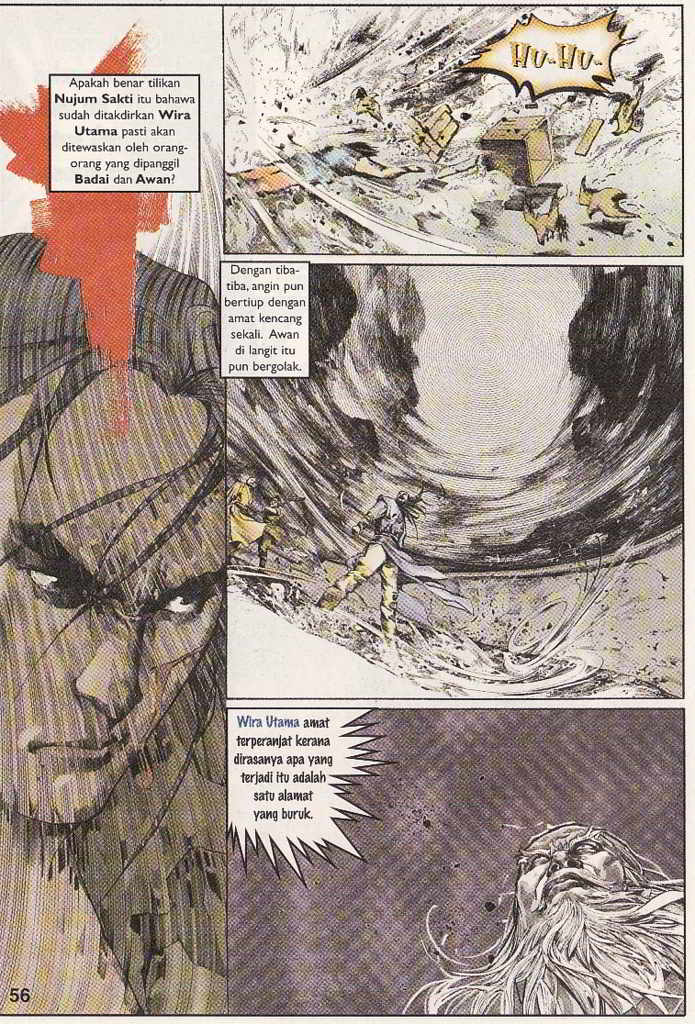 Apakah benar tilikan
Nujum Sakti itu bahawa
sudah ditakdirkan Wira
Utama pasti akan
ditewaskan oleh orang-
orang yang dipanggil
Badai dan Awan?
HU-HU-
Dengan tiba-
tiba, angin pun
bertiup dengan
amat kencang
sekali. Awan
di langit itu
pun bergolak.
Wira Utama amat
terperanjat kerana
dirasanya apa yang
terjadi itu adalah
satu alamat
yang buruk.
56